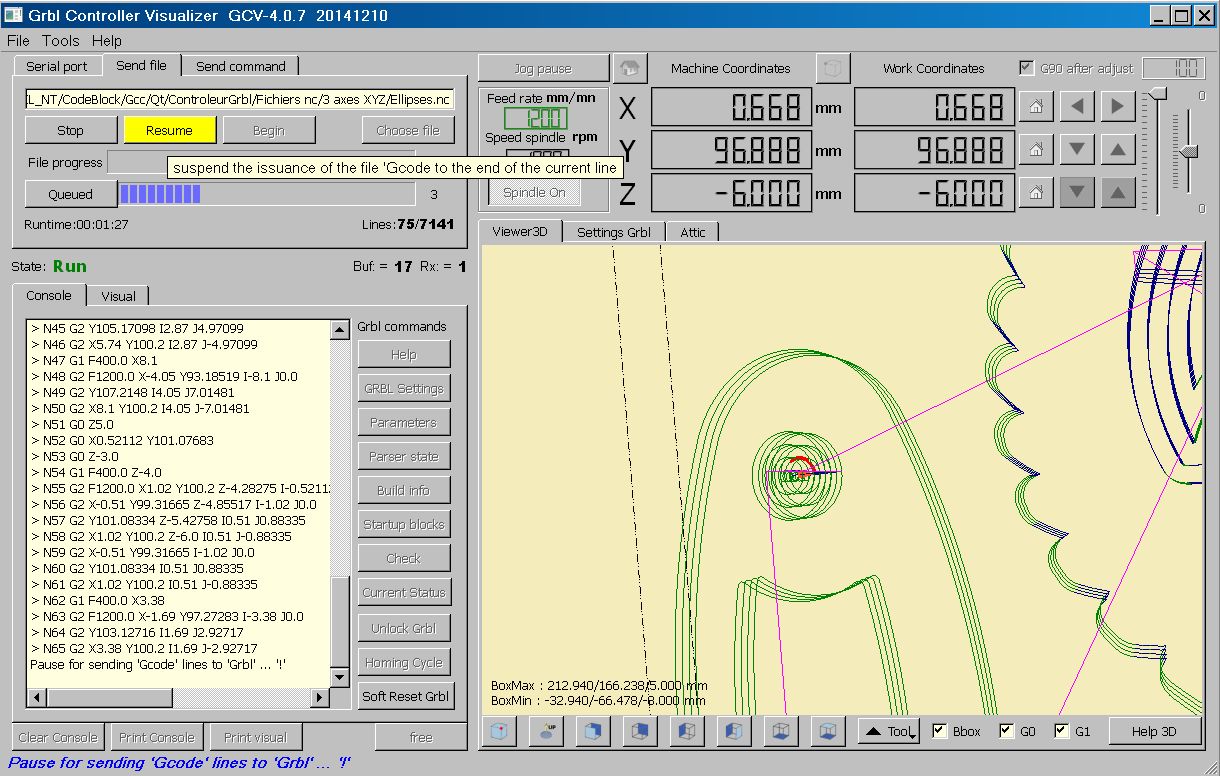 Grbl Controller Visualizer GCV-4.0.7 20141210
File Tools Help
Serial port Send file Send command
L_NT/CodeBlock/Gcc/Qt/ControleurGrbl/Fichiers nc/3 axes XYZ/Ellipses.nc
Stop Resume Begin Choose file
File progress
suspend the issuance of the file 'Gcode to the end of the current line
Queued 3
Runtime:00:01:27 Lines:75/7141
State: Run Buf: = 17 Rx: = 1
Console Visual
> N45 G2 Y105.17098 I2.87 J4.97099
> N46 G2 X5.74 Y100.2 I2.87 J-4.97099
> N47 G1 F400.0 X8.1
> N48 G2 F1200.0 X-4.05 Y93.18519 I-8.1 J0.0
> N49 G2 Y107.2148 I4.05 J7.01481
> N50 G2 X8.1 Y100.2 I4.05 J-7.01481
> N51 G0 Z5.0
> N52 G0 X0.52112 Y101.07683
> N53 G0 Z-3.0
> N54 G1 F400.0 Z-4.0
> N55 G2 F1200.0 X1.02 Y100.2 Z-4.28275 I-0.5211
> N56 G2 X-0.51 Y99.31665 Z-4.85517 I-1.02 J0.0
> N57 G2 Y101.08334 Z-5.42758 I0.51 J0.88335
> N58 G2 X1.02 Y100.2 Z-6.0 I0.51 J-0.88335
> N59 G2 X-0.51 Y99.31665 I-1.02 J0.0
> N60 G2 Y101.08334 I0.51 J0.88335
> N61 G2 X1.02 Y100.2 I0.51 J-0.88335
> N62 G1 F400.0 X3.38
> N63 G2 F1200.0 X-1.69 Y97.27283 I-3.38 J0.0
> N64 G2 Y103.12716 I1.69 J2.92717
> N65 G2 X3.38 Y100.2 I1.69 J-2.92717
Pause for sending 'Gcode' lines to 'Grbl' ... '!'
Grbl commands
Help
GRBL Settings
Parameters
Parser state
Build info
Startup blocks
Check
Current Status
Unlock Grbl
Homing Cycle
Soft Reset Grbl
Clear Console Print Console Print visual free
Pause for sending 'Gcode' lines to 'Grbl' ... '!'
Jog pause Machine Coordinates Work Coordinates G90 after adjust 100
Feed rate mm/mn
1200
Speed spindle rpm
Spindle On
X 0.668 mm 0.668
Y 96.888 mm 96.888
Z -6.000 mm -6.000
0
0
Viewer3D Settings Grbl Attic
BoxMax : 212.940/166.238/5.000 mm
BoxMin : -32.940/-66.478/-8.000 mm
UP Tool Bbox G0 G1 Help 3D